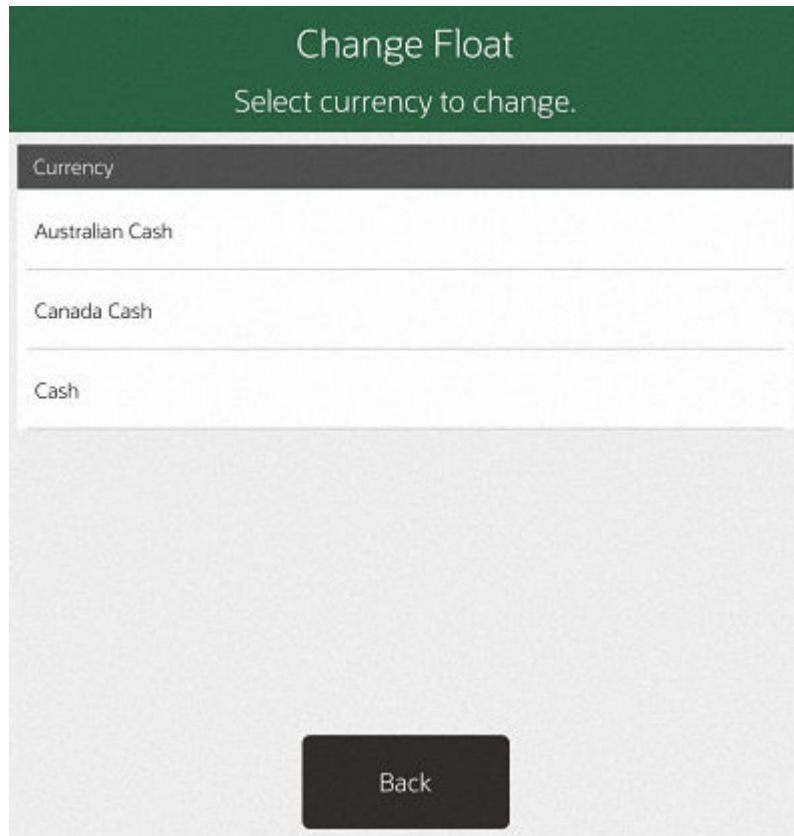 Change Float
Select currency to change.
Currency
Australian Cash
Canada Cash
Cash
Back